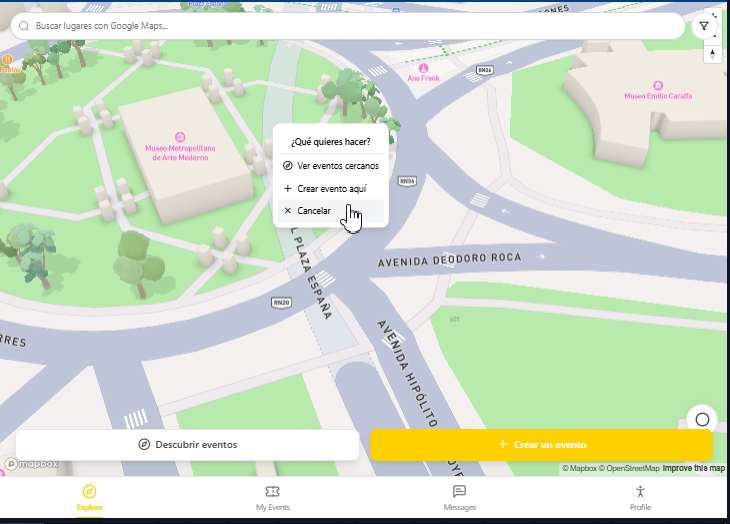 Buscar lugares con Google Maps...
Ana Frank
RN36
Museo Emilio Caraffa
Museo Metropolitano
de Arte Moderno
¿Qué quieres hacer?
Ver eventos cercanos
Crear evento aquí
Cancelar
RN36
L PLAZA ESPAÑA
AVENIDA DEODORO ROCA
RN20
RRES
AVENIDA HIPÓLITO
OYE
Descubrir eventos
Crear un evento
mapbox
© Mapbox © OpenStreetMap Improve this map
Explore
My Events
Messages
Profile